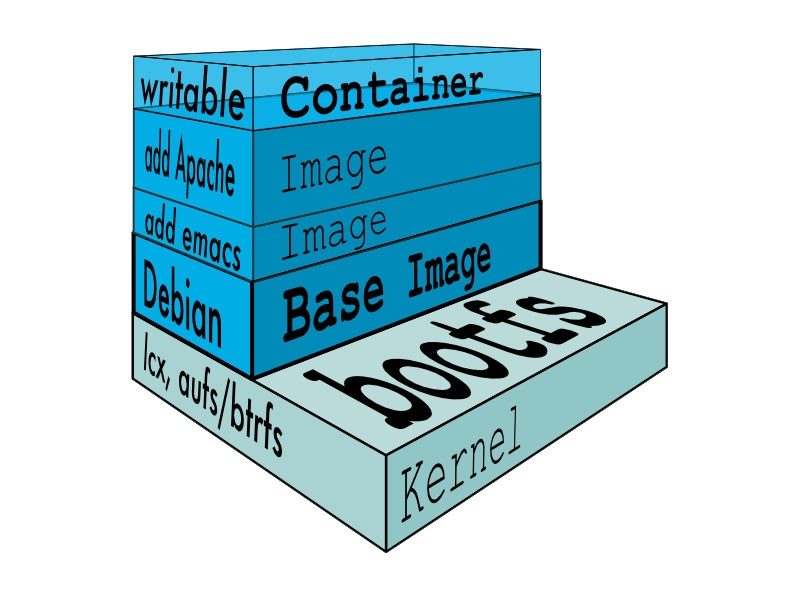 writable Container
add Apache Image
add emacs Image
Debian Base Image
bootfs
lcx, aufs/btrfs
Kernel